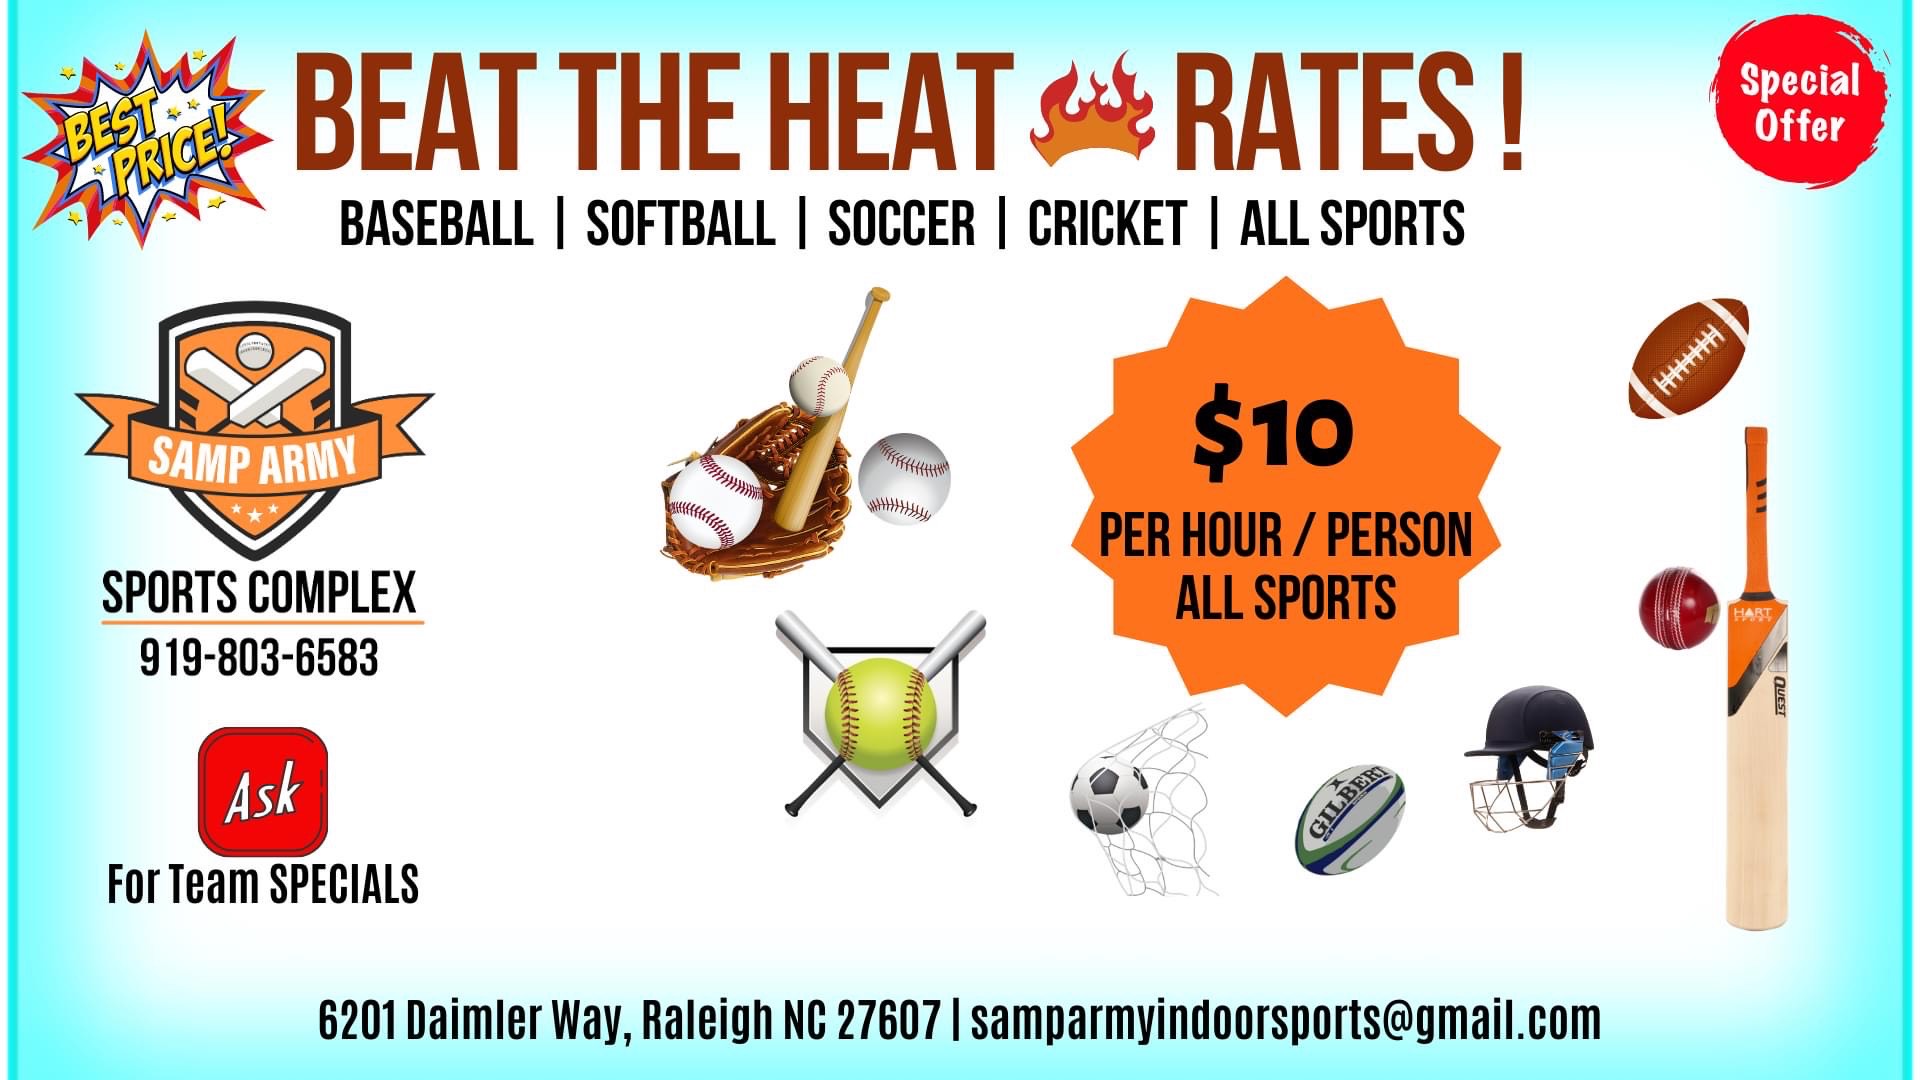 BEST
PRICE!
BEAT THE HEAT RATES !
Special
Offer
BASEBALL | SOFTBALL | SOCCER | CRICKET | ALL SPORTS
SAMP ARMY
SPORTS COMPLEX
919-803-6583
$10
PER HOUR / PERSON
ALL SPORTS
HART
SPORT
QUEST
GILBERT
Ask
For Team SPECIALS
6201 Daimler Way, Raleigh NC 27607 | samparmyindoorsports@gmail.com